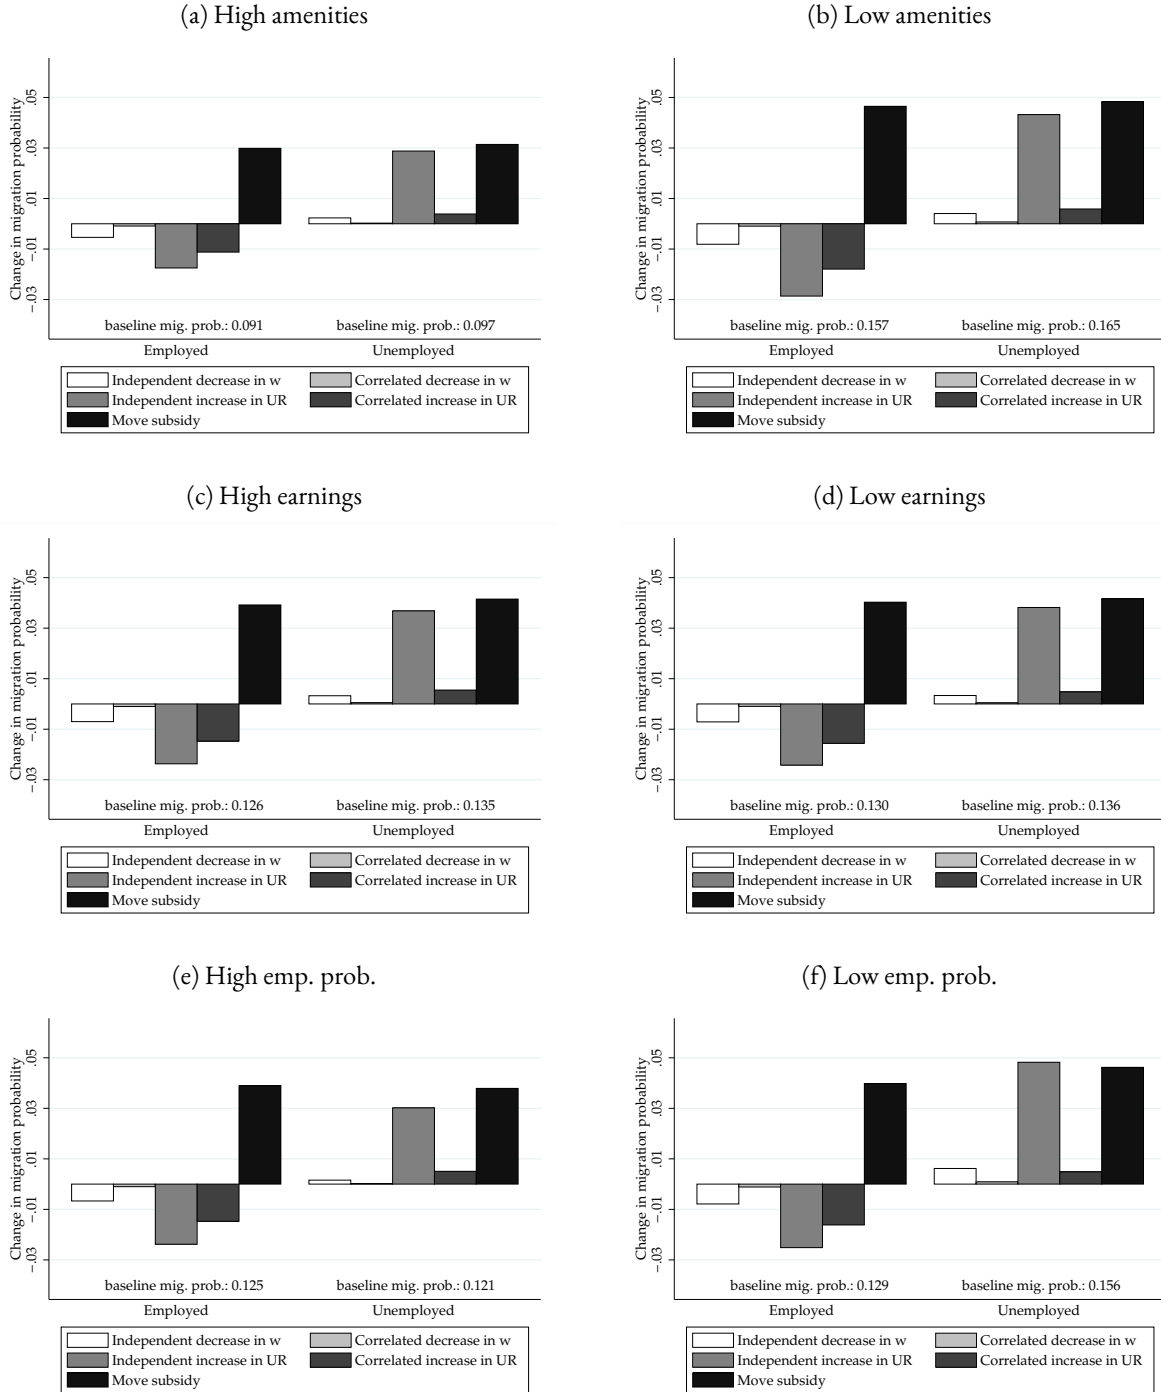 (a) High amenities
Change in migration probability
.05
.03
.01
-.01
-.03
baseline mig. prob.: 0.091
baseline mig. prob.: 0.097
Employed
Unemployed
Independent decrease in w
Correlated decrease in w
Independent increase in UR
Correlated increase in UR
Move subsidy
(b) Low amenities
Change in migration probability
.05
.03
.01
-.01
-.03
baseline mig. prob.: 0.157
baseline mig. prob.: 0.165
Employed
Unemployed
Independent decrease in w
Correlated decrease in w
Independent increase in UR
Correlated increase in UR
Move subsidy
(c) High earnings
Change in migration probability
.05
.03
.01
-.01
-.03
baseline mig. prob.: 0.126
baseline mig. prob.: 0.135
Employed
Unemployed
Independent decrease in w
Correlated decrease in w
Independent increase in UR
Correlated increase in UR
Move subsidy
(d) Low earnings
Change in migration probability
.05
.03
.01
-.01
-.03
baseline mig. prob.: 0.130
baseline mig. prob.: 0.136
Employed
Unemployed
Independent decrease in w
Correlated decrease in w
Independent increase in UR
Correlated increase in UR
Move subsidy
(e) High emp. prob.
Change in migration probability
.05
.03
.01
-.01
-.03
baseline mig. prob.: 0.125
baseline mig. prob.: 0.121
Employed
Unemployed
Independent decrease in w
Correlated decrease in w
Independent increase in UR
Correlated increase in UR
Move subsidy
(f) Low emp. prob.
Change in migration probability
.05
.03
.01
-.01
-.03
baseline mig. prob.: 0.129
baseline mig. prob.: 0.156
Employed
Unemployed
Independent decrease in w
Correlated decrease in w
Independent increase in UR
Correlated increase in UR
Move subsidy